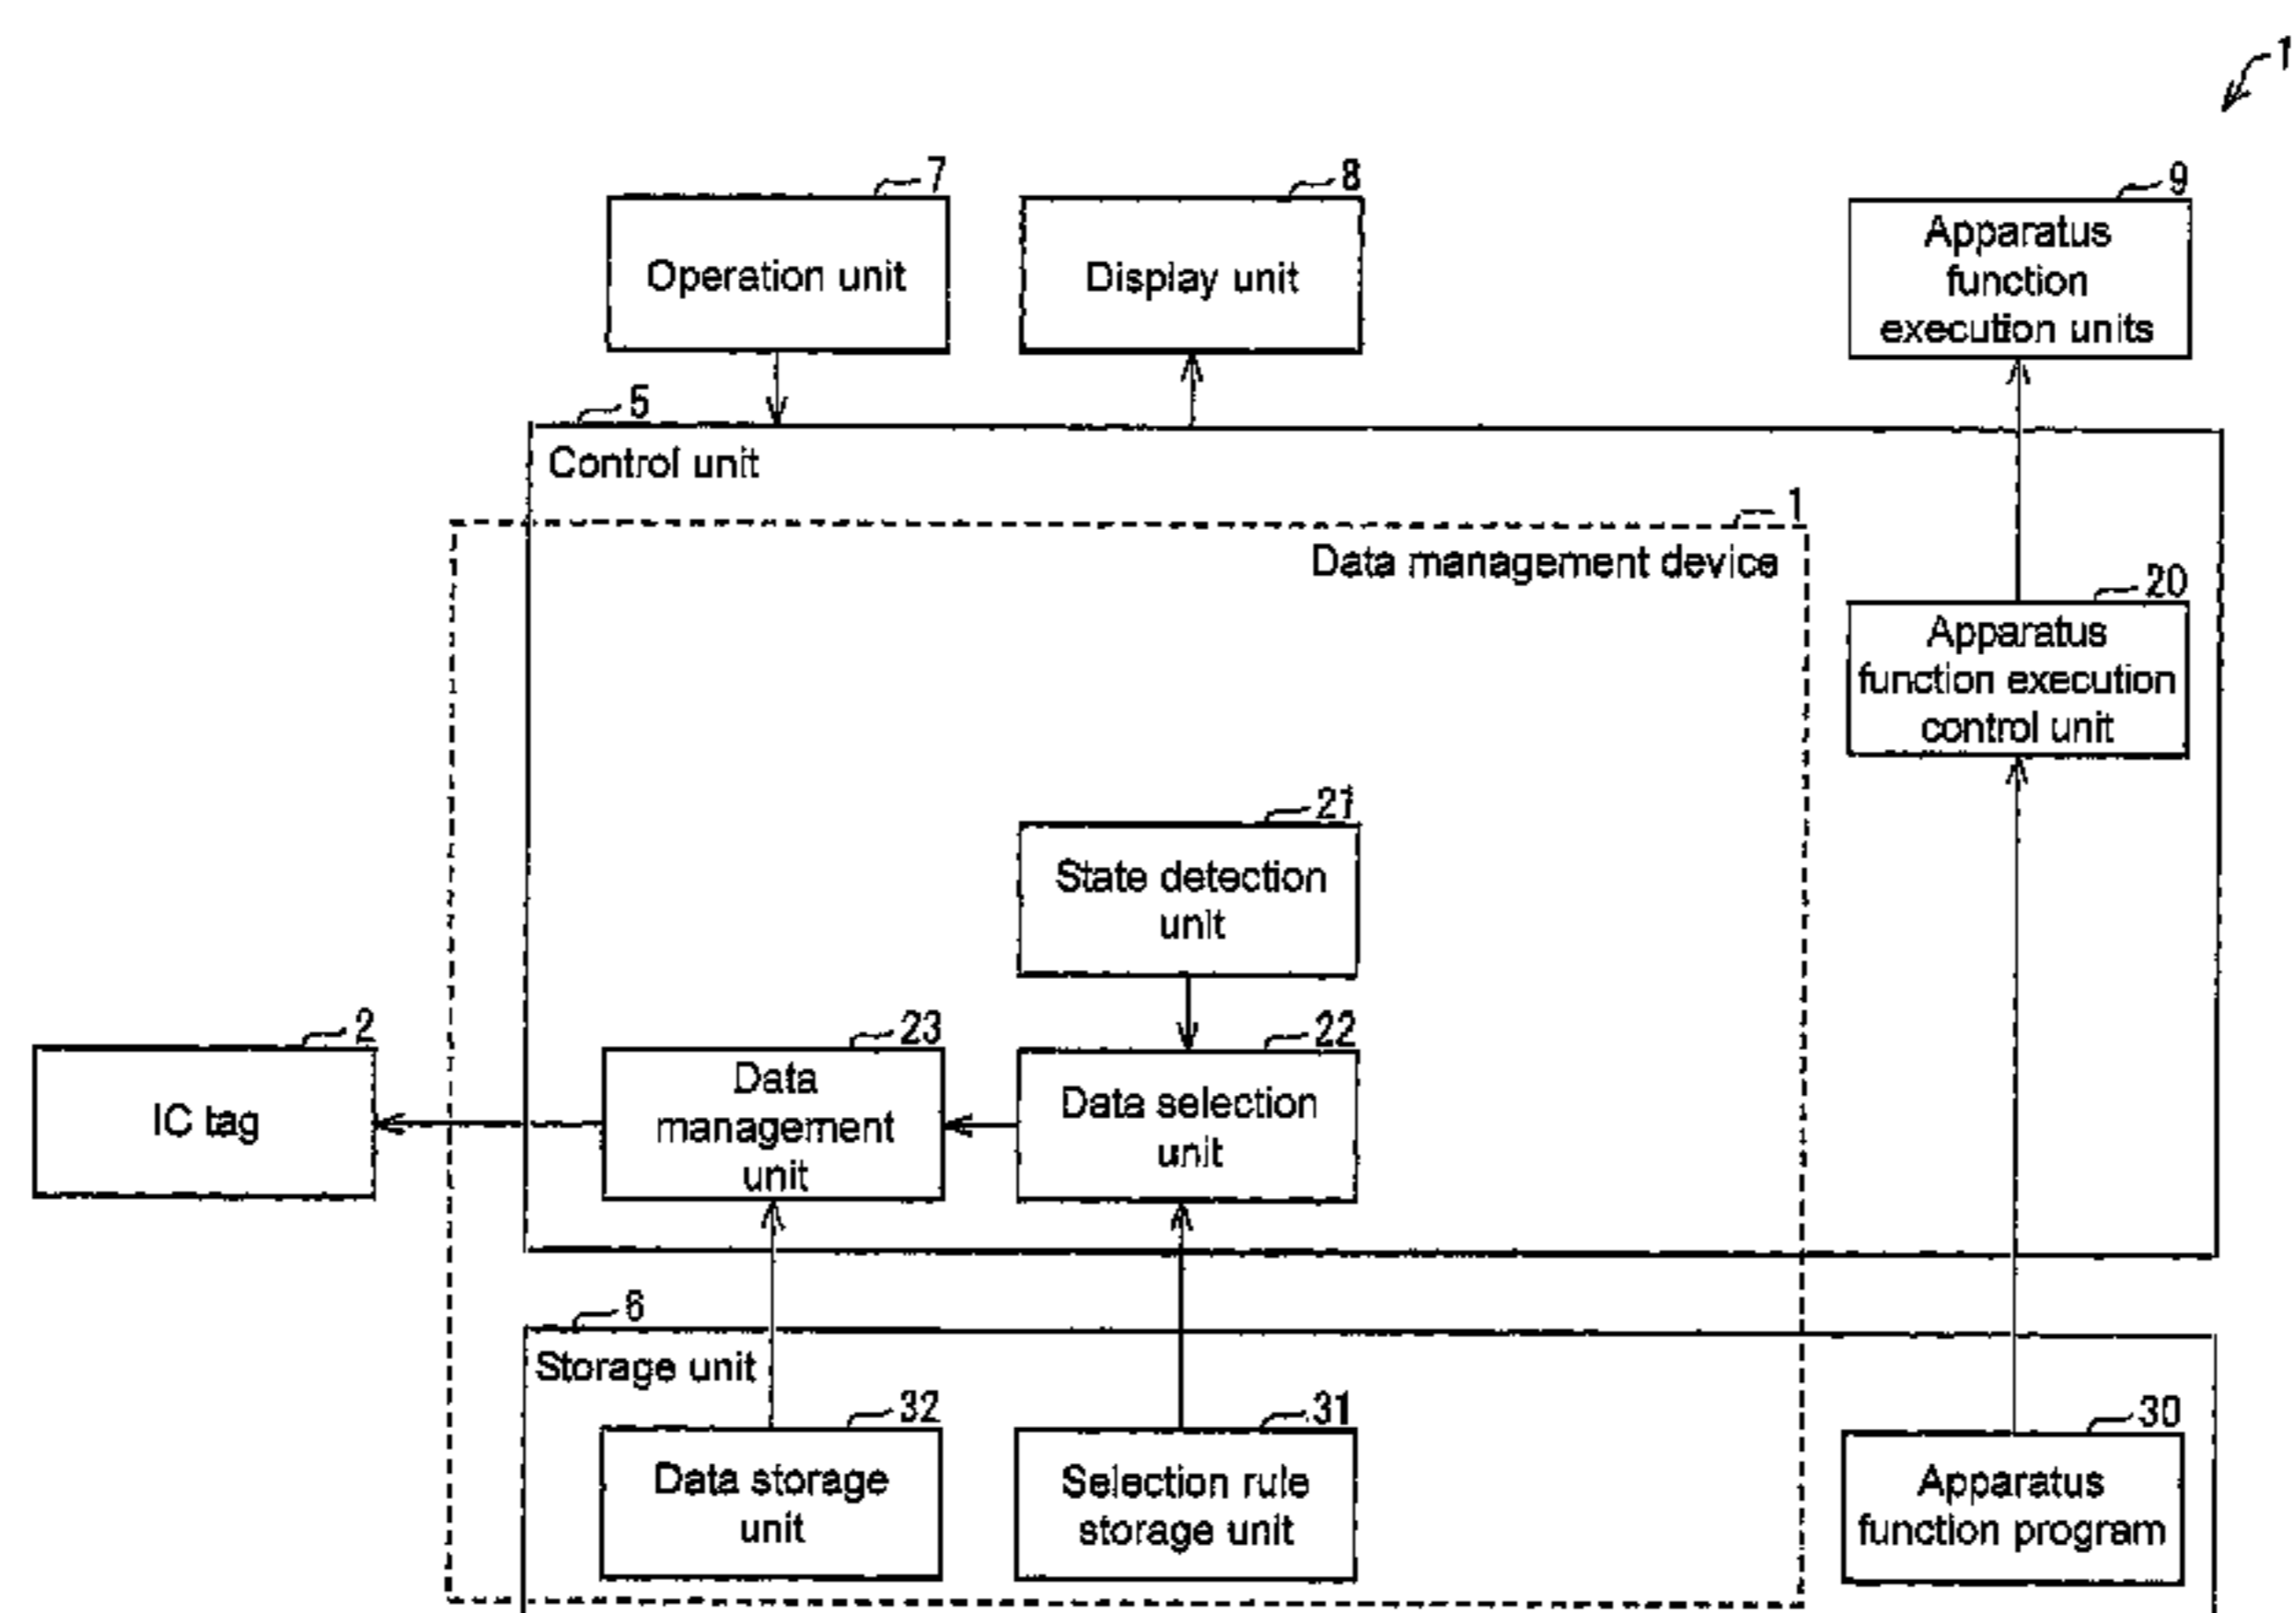 1
7
8
9
Operation unit
Display unit
Apparatus
function
execution units
5
Control unit
1
Data management device
20
Apparatus
function execution
control unit
21
State detection
unit
2
23
22
IC tag
Data
management
unit
Data selection
unit
6
Storage unit
32
31
30
Data storage
unit
Selection rule
storage unit
Apparatus
function program